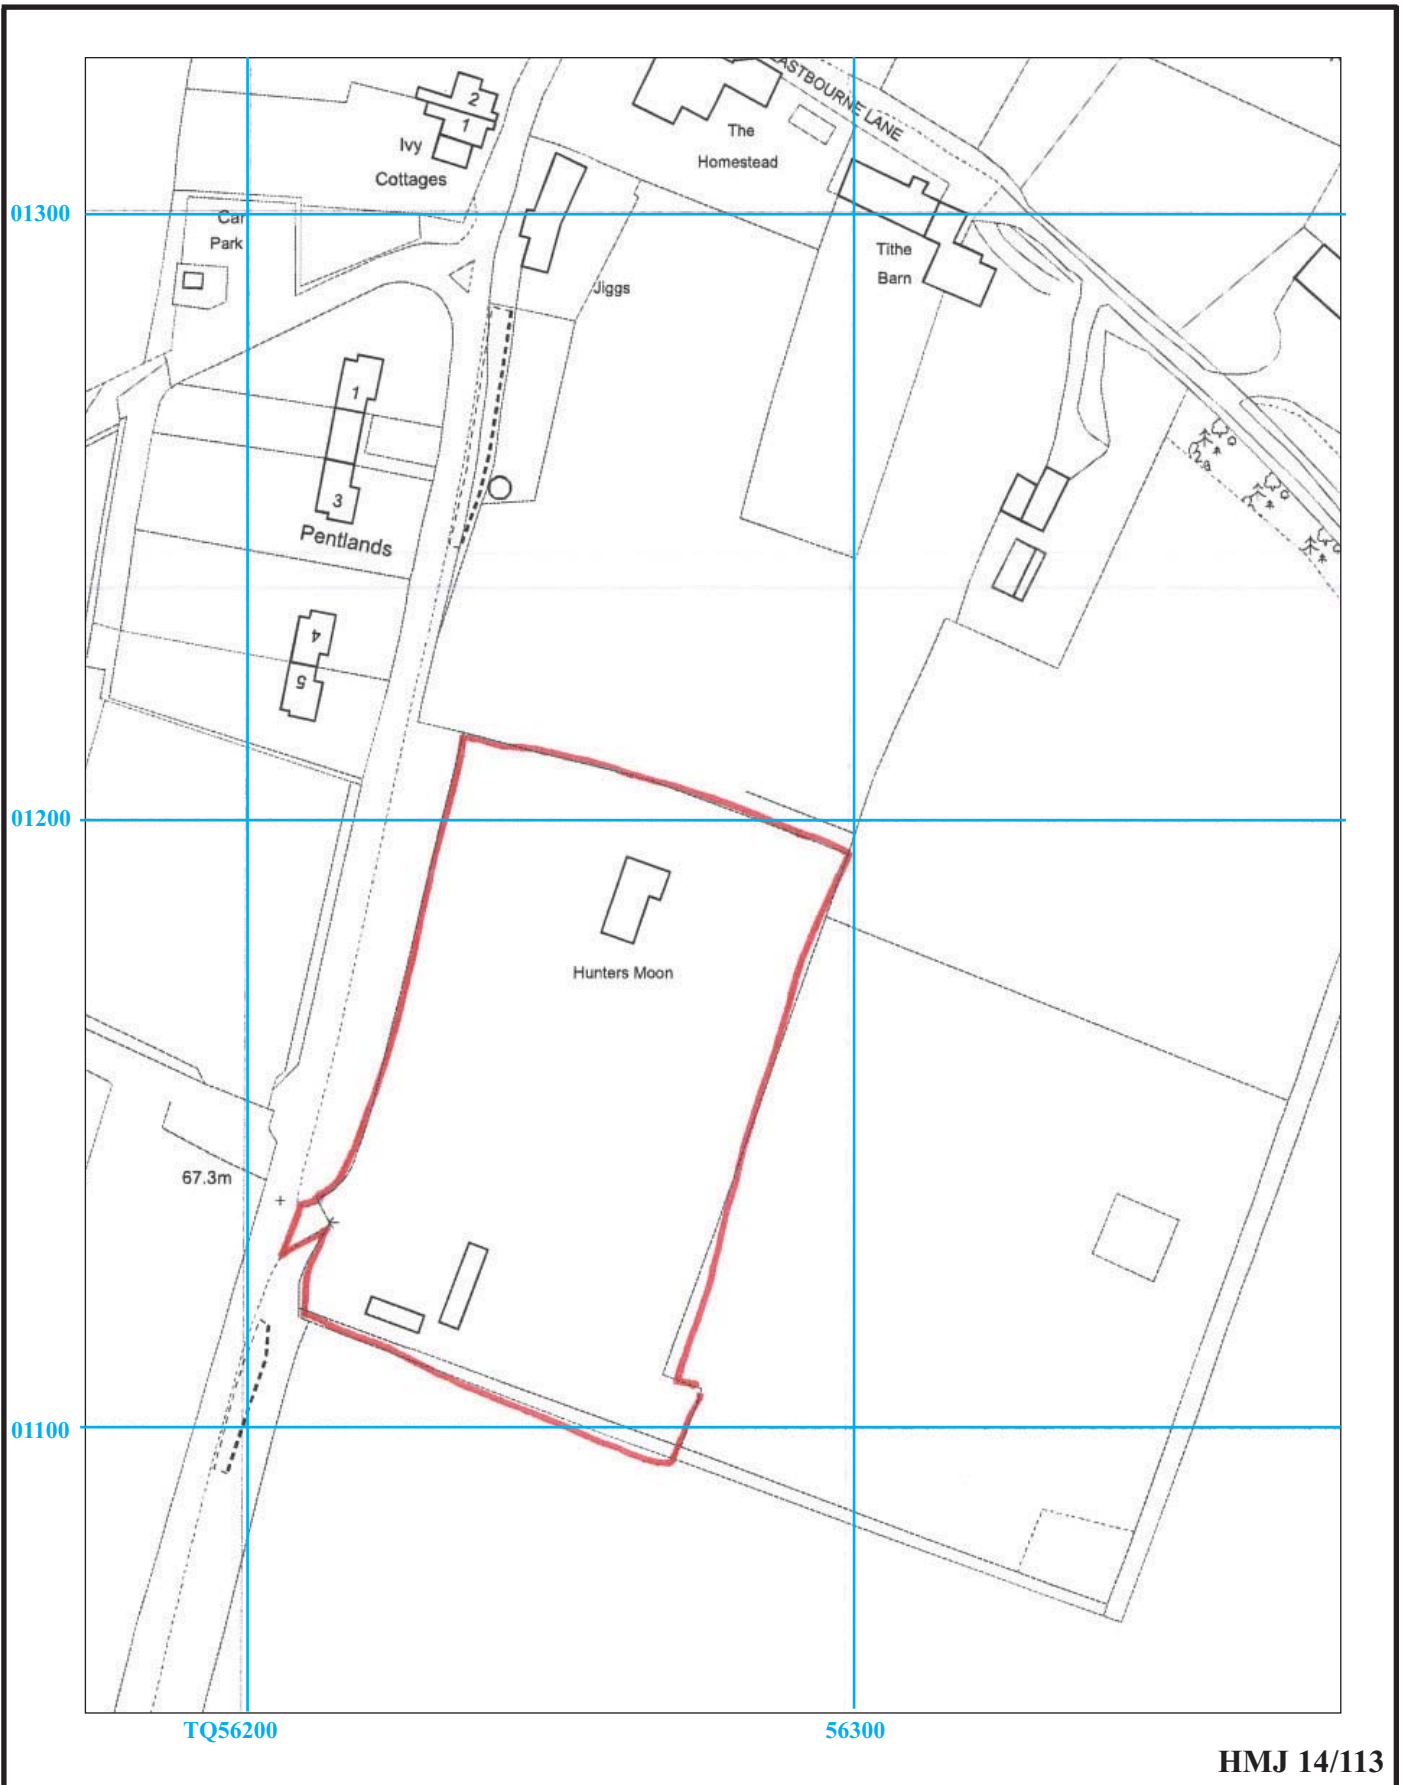 2
1
Ivy
Cottages
EASTBOURNE LANE
The
Homestead
01300
Car
Park
Tithe
Barn
Jiggs
1
3
Pentlands
4
5
01200
Hunters Moon
67.3m
01100
TQ56200
56300
HMJ 14/113